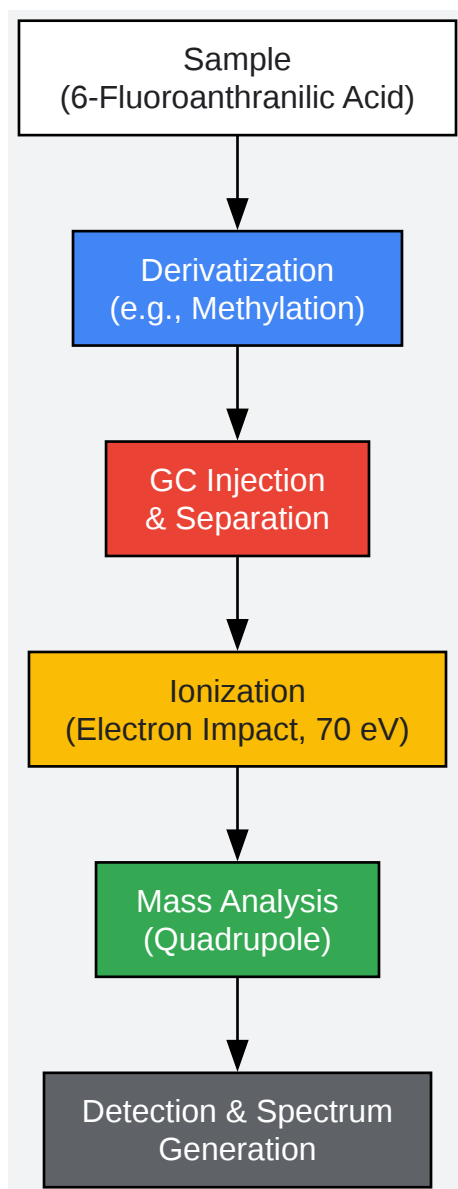 Sample
(6-Fluoroanthranilic Acid)
Derivatization
(e.g., Methylation)
GC Injection
& Separation
Ionization
(Electron Impact, 70 eV)
Mass Analysis
(Quadrupole)
Detection & Spectrum
Generation